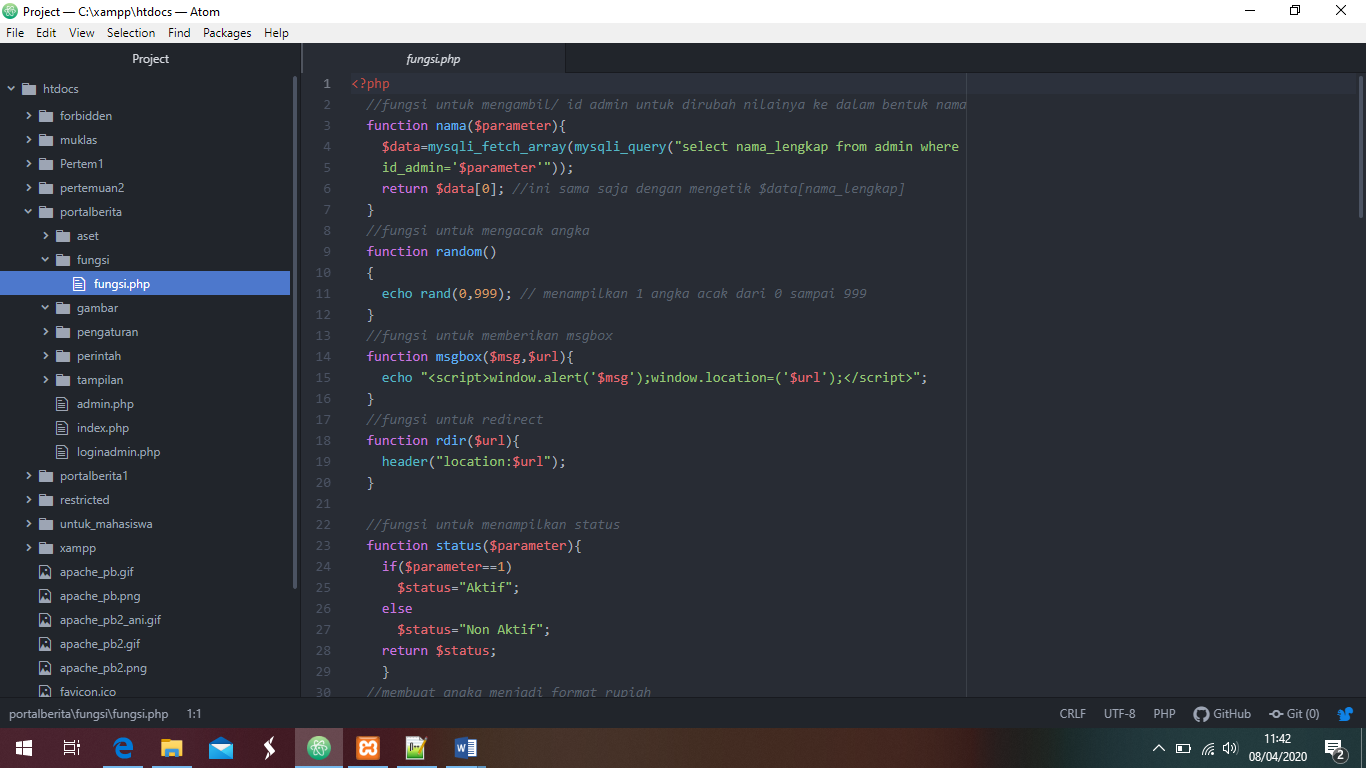 Project — C:\xampp\htdocs — Atom
File Edit View Selection Find Packages Help
Project
htdocs
forbidden
muklas
Pertem1
pertemuan2
portalberita
aset
fungsi
fungsi.php
gambar
pengaturan
perintah
tampilan
admin.php
index.php
loginadmin.php
portalberita1
restricted
untuk_mahasiswa
xampp
apache_pb.gif
apache_pb.png
apache_pb2_ani.gif
apache_pb2.gif
apache_pb2.png
favicon.ico
fungsi.php
1 <?php
2 //fungsi untuk mengambil/ id admin untuk dirubah nilainya ke dalam bentuk nama
3 function nama($parameter){
4 $data=mysqli_fetch_array(mysqli_query("select nama_lengkap from admin where
5 id_admin='$parameter'"));
6 return $data[0]; //ini sama saja dengan mengetik $data[nama_lengkap]
7 }
8 //fungsi untuk mengacak angka
9 function random()
10 {
11 echo rand(0,999); // menampilkan 1 angka acak dari 0 sampai 999
12 }
13 //fungsi untuk memberikan msgbox
14 function msgbox($msg,$url){
15 echo "<script>window.alert('$msg');window.location=('$url');</script>";
16 }
17 //fungsi untuk redirect
18 function rdir($url){
19 header("location:$url");
20 }
21
22 //fungsi untuk menampilkan status
23 function status($parameter){
24 if($parameter==1)
25 $status="Aktif";
26 else
27 $status="Non Aktif";
28 return $status;
29 }
30 //membuat angka menjadi format rupiah
portalberita\fungsi\fungsi.php 1:1 CRLF UTF-8 PHP GitHub Git (0)
11:42
08/04/2020
2